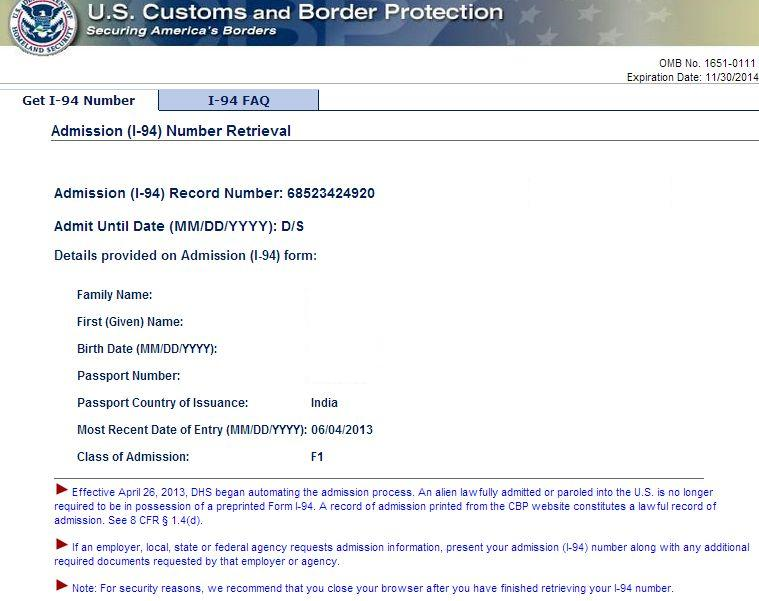 U.S. Customs and Border Protection
Securing America's Borders
OMB No. 1651-0111
Expiration Date: 11/30/2014
Get I-94 Number I-94 FAQ
Admission (I-94) Number Retrieval
Admission (I-94) Record Number: 68523424920
Admit Until Date (MM/DD/YYYY): D/S
Details provided on Admission (I-94) form:
Family Name:
First (Given) Name:
Birth Date (MM/DD/YYYY):
Passport Number:
Passport Country of Issuance: India
Most Recent Date of Entry (MM/DD/YYYY): 06/04/2013
Class of Admission: F1
Effective April 26, 2013, DHS began automating the admission process. An alien lawfully admitted or paroled into the U.S. is no longer
required to be in possession of a preprinted Form I-94. A record of admission printed from the CBP website constitutes a lawful record of
admission. See 8 CFR § 1.4(d).
If an employer, local, state or federal agency requests admission information, present your admission (I-94) number along with any additional
required documents requested by that employer or agency.
Note: For security reasons, we recommend that you close your browser after you have finished retrieving your I-94 number.